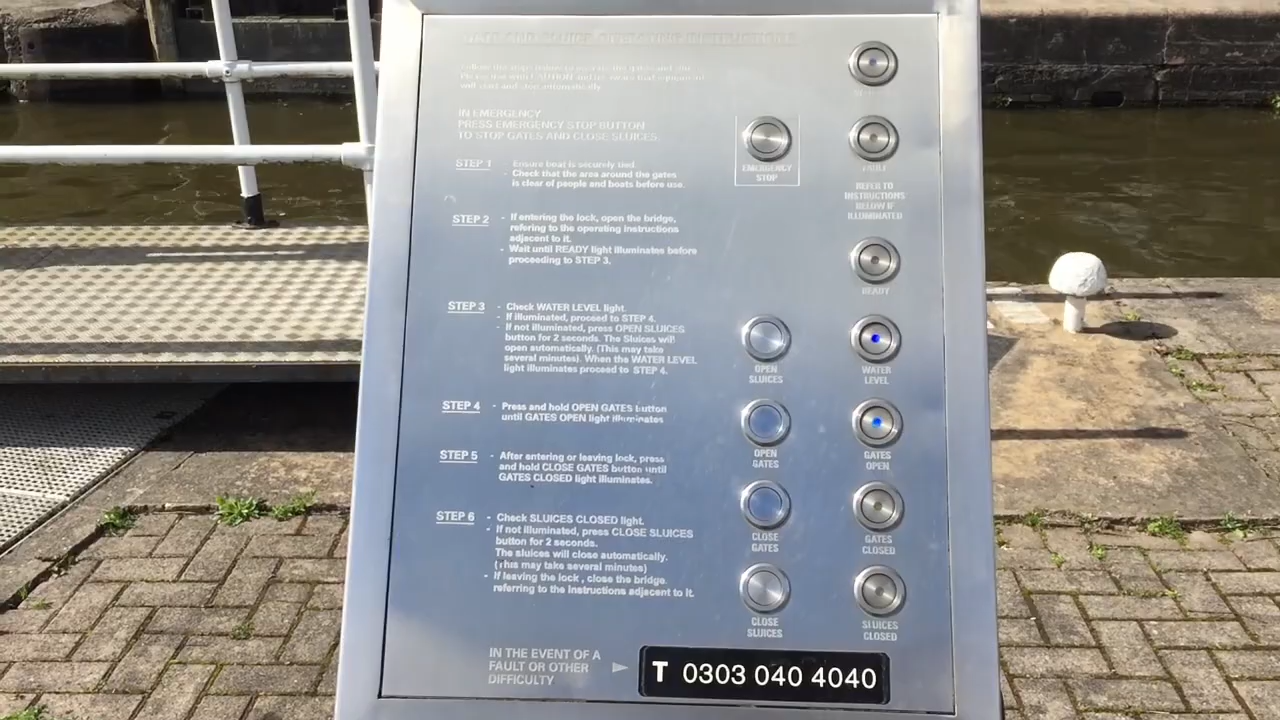 GATE AND SLUICE OPERATING INSTRUCTIONS
will start and stop automatically
IN EMERGENCY
PRESS EMERGENCY STOP BUTTON
TO STOP GATES AND CLOSE SLUICES.
EMERGENCY
STOP
FAULT
REFER TO
INSTRUCTIONS
BELOW IF
ILLUMINATED
STEP 1 - Ensure boat is securely tied.
- Check that the area around the gates
is clear of people and boats before use.
STEP 2 - If entering the lock, open the bridge,
referring to the operating instructions
adjacent to it.
- Wait until READY light illuminates before
proceeding to STEP 3.
READY
STEP 3 - Check WATER LEVEL light.
- If illuminated, proceed to STEP 4.
- If not illuminated, press OPEN SLUICES
button for 2 seconds. The Sluices will
open automatically. (This may take
several minutes). When the WATER LEVEL
light illuminates proceed to STEP 4.
OPEN
SLUICES
WATER
LEVEL
STEP 4 - Press and hold OPEN GATES button
until GATES OPEN light illuminates
OPEN
GATES
GATES
OPEN
STEP 5 - After entering or leaving lock, press
and hold CLOSE GATES button until
GATES CLOSED light illuminates.
STEP 6 - Check SLUICES CLOSED light.
- If not illuminated, press CLOSE SLUICES
button for 2 seconds.
The sluices will close automatically.
(This may take several minutes)
- If leaving the lock , close the bridge.
referring to the instructions adjacent to it.
CLOSE
GATES
GATES
CLOSED
CLOSE
SLUICES
SLUICES
CLOSED
IN THE EVENT OF A
FAULT OR OTHER
DIFFICULTY
T 0303 040 4040